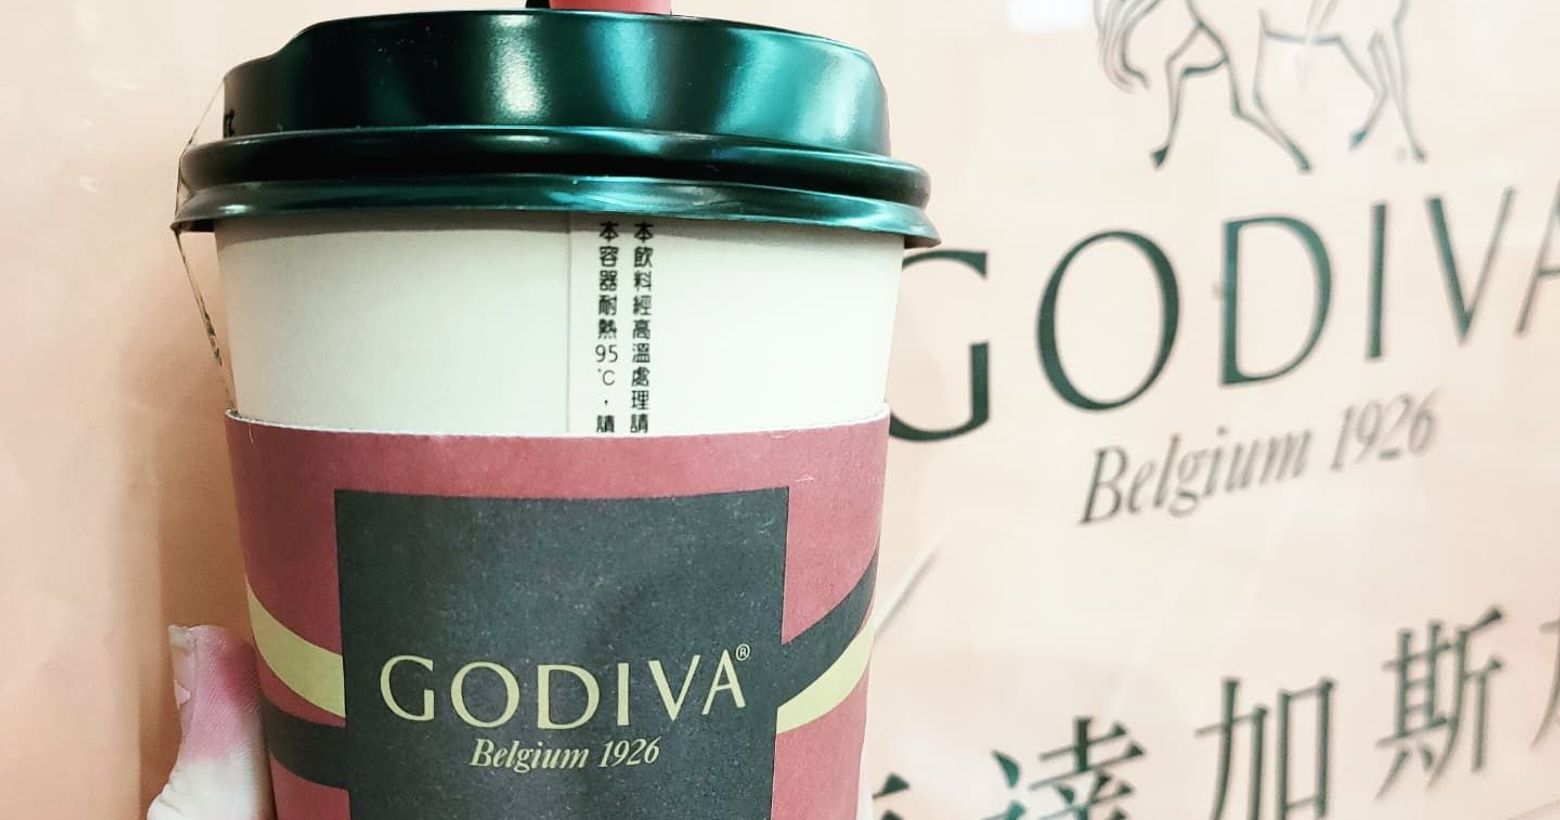 本飲料經高溫處理請
本容器耐熱95℃，請
GODIVA®
Belgium 1926
GODIVA
Belgium 1926
達加斯